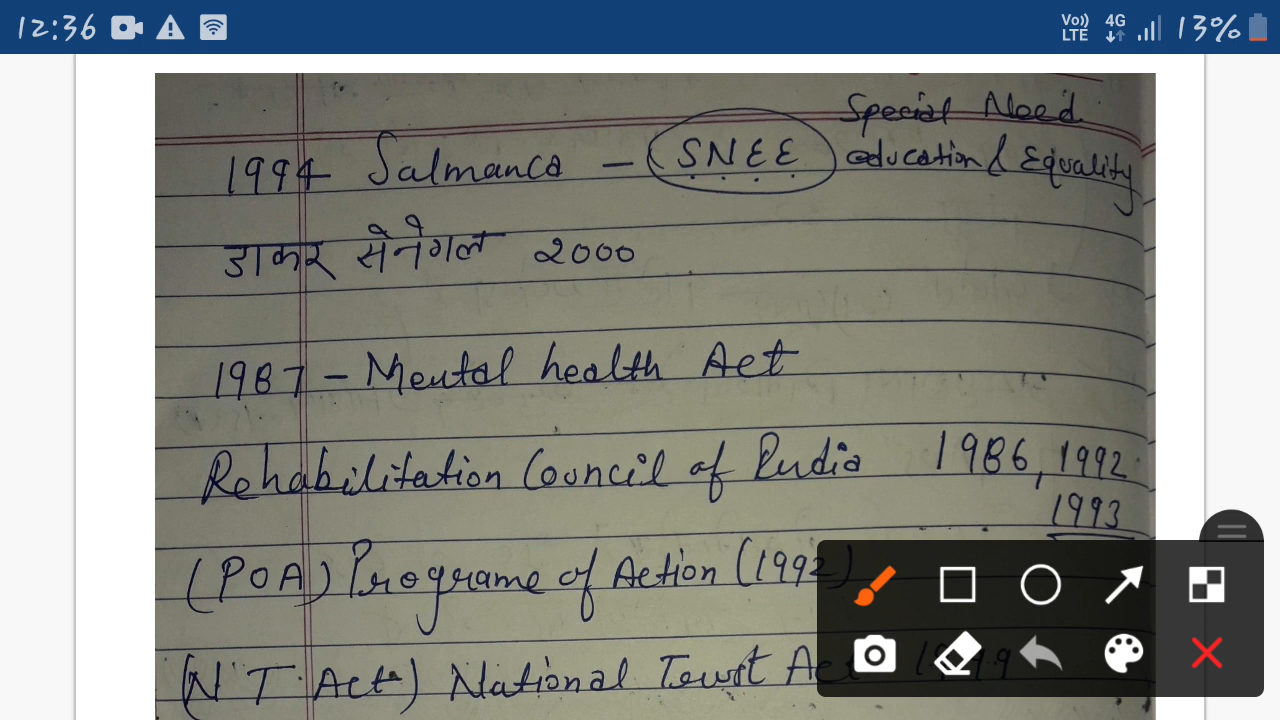 12:36 Vo)) LTE 4G 13%
Special Need
1994 Salmanca – SNEE education & Equality
डाकर सेनेगल 2000
1987 – Mental health Act
Rehabilitation Council of India 1986, 1992
1993
(POA) Programe of Action (1992)
(N T. Act) National Trust Act 1999